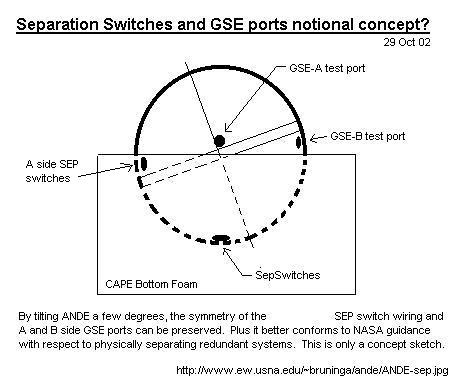 Separation Switches and GSE ports notional concept?
29 Oct 02
GSE-A test port
GSE-B test port
A side SEP
switches
SepSwitches
CAPE Bottom Foam
By tilting ANDE a few degrees, the symmetry of the SEP switch wiring and
A and B side GSE ports can be preserved. Plus it better conforms to NASA guidance
with respect to physically separating redundant systems. This is only a concept sketch.
http://www.ew.usna.edu/~bruninga/ande/ANDE-sep.jpg